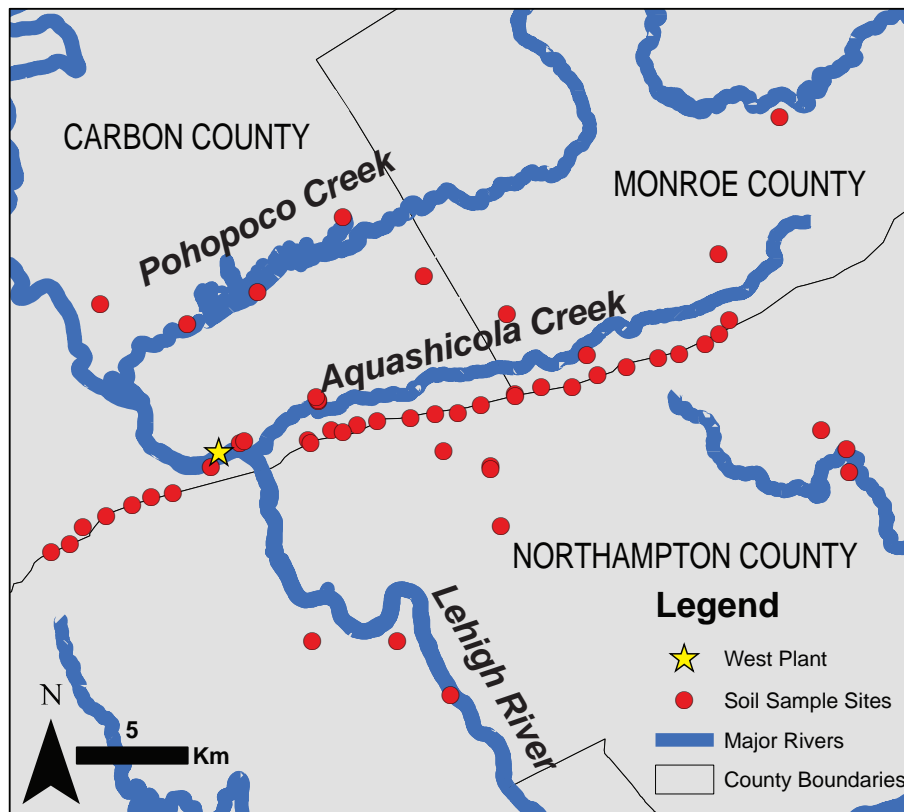 CARBON COUNTY
MONROE COUNTY
Pohopoco Creek
Aquashicola Creek
NORTHAMPTON COUNTY
Lehigh River
Legend
West Plant
Soil Sample Sites
Major Rivers
County Boundaries
N
5
Km